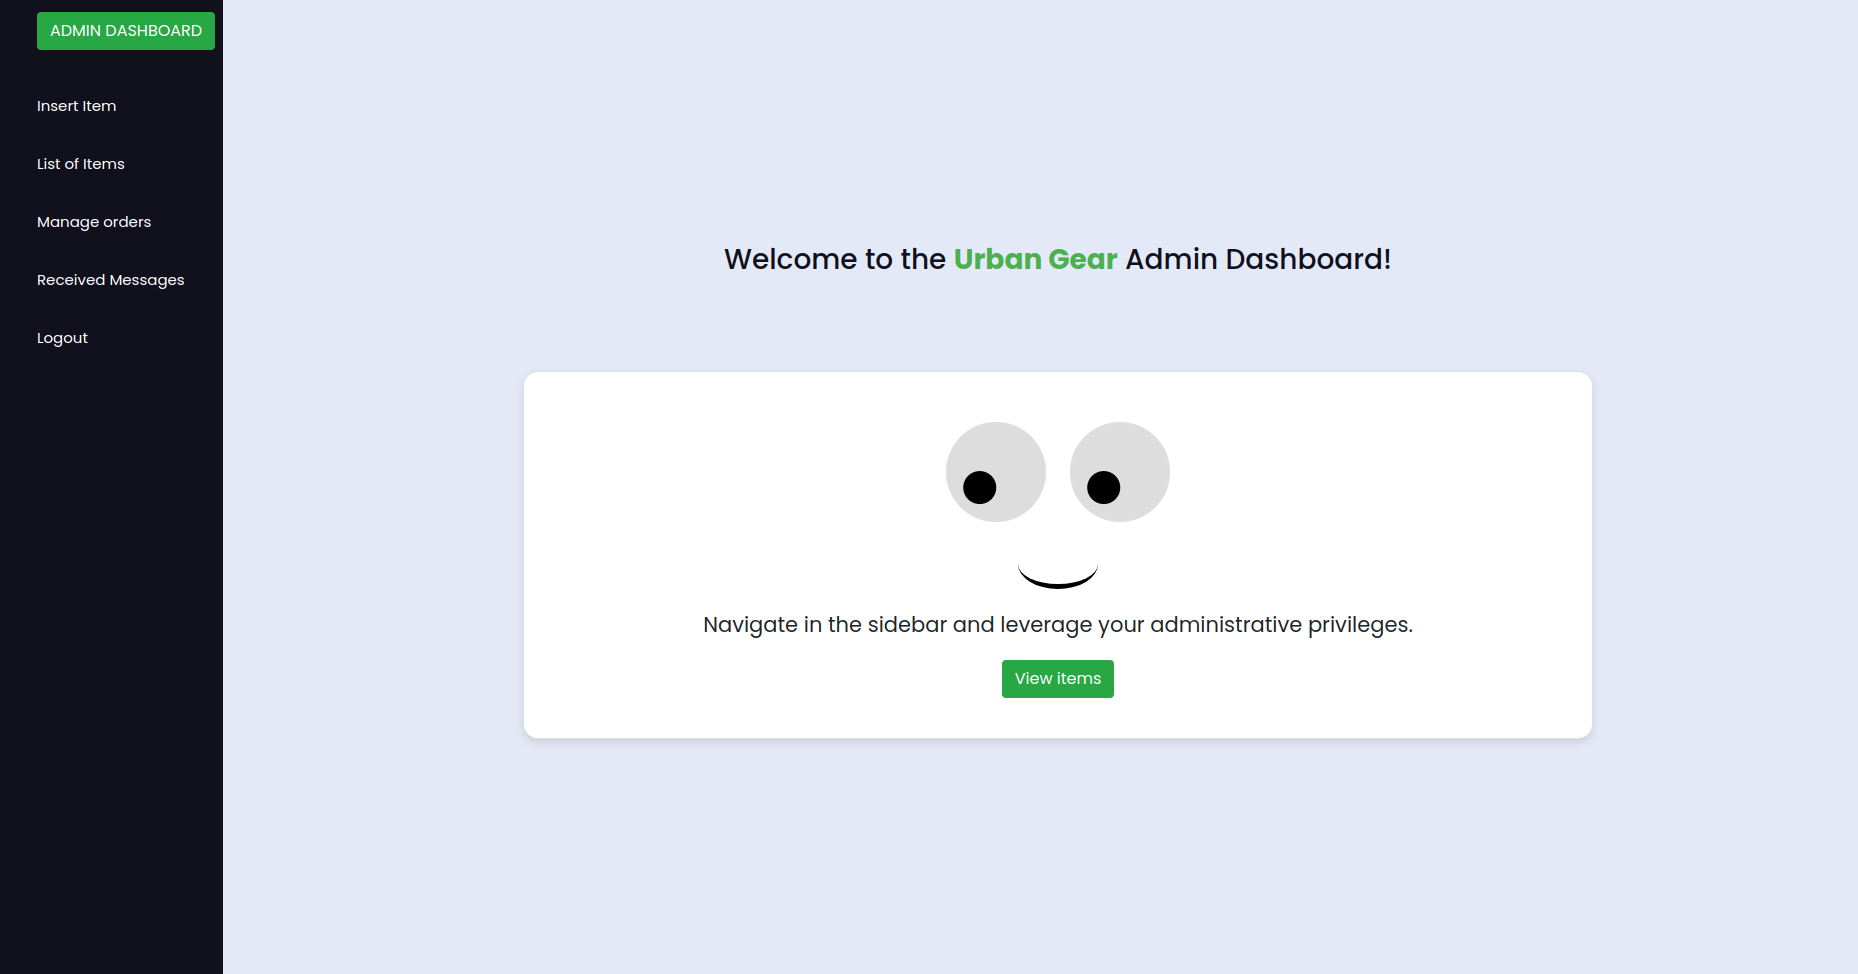 ADMIN DASHBOARD
Insert Item
List of Items
Manage orders
Received Messages
Logout
Welcome to the Urban Gear Admin Dashboard!
Navigate in the sidebar and leverage your administrative privileges.
View items